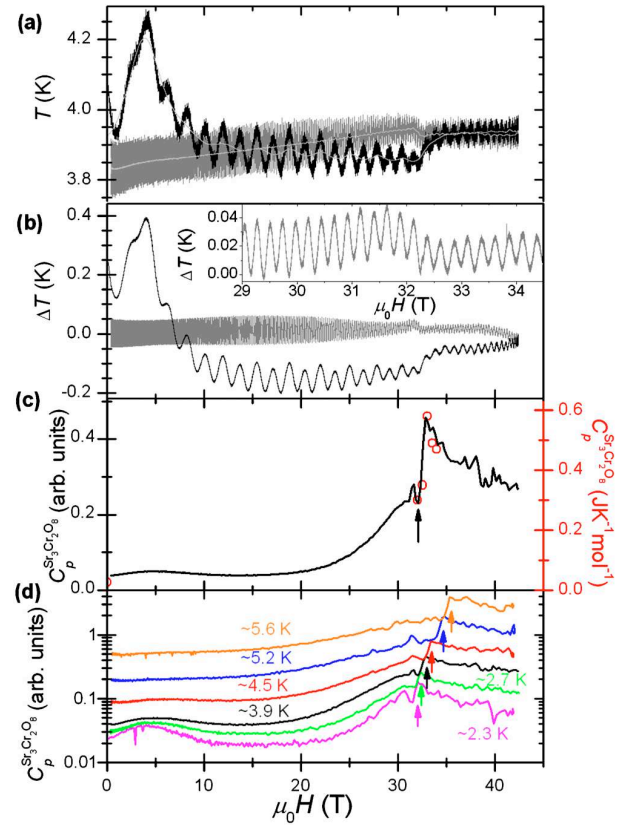 (a)
4.2
4.0
3.8
T (K)
(b)
0.4
0.2
0.0
-0.2
ΔT (K)
0.04
0.02
0.00
ΔT (K)
29 30 31 32 33 34
μ₀H (T)
(c)
0.4
0.2
0.0
C_p^{Sr₃Cr₂O₈} (arb. units)
0.6
0.4
0.2
0.0
C_p^{Sr₃Cr₂O₈} (JK⁻¹mol⁻¹)
(d)
1
0.1
0.01
C_p^{Sr₃Cr₂O₈} (arb. units)
~5.6 K
~5.2 K
~4.5 K
~3.9 K
~2.7 K
~2.3 K
0 10 20 30 40
μ₀H (T)